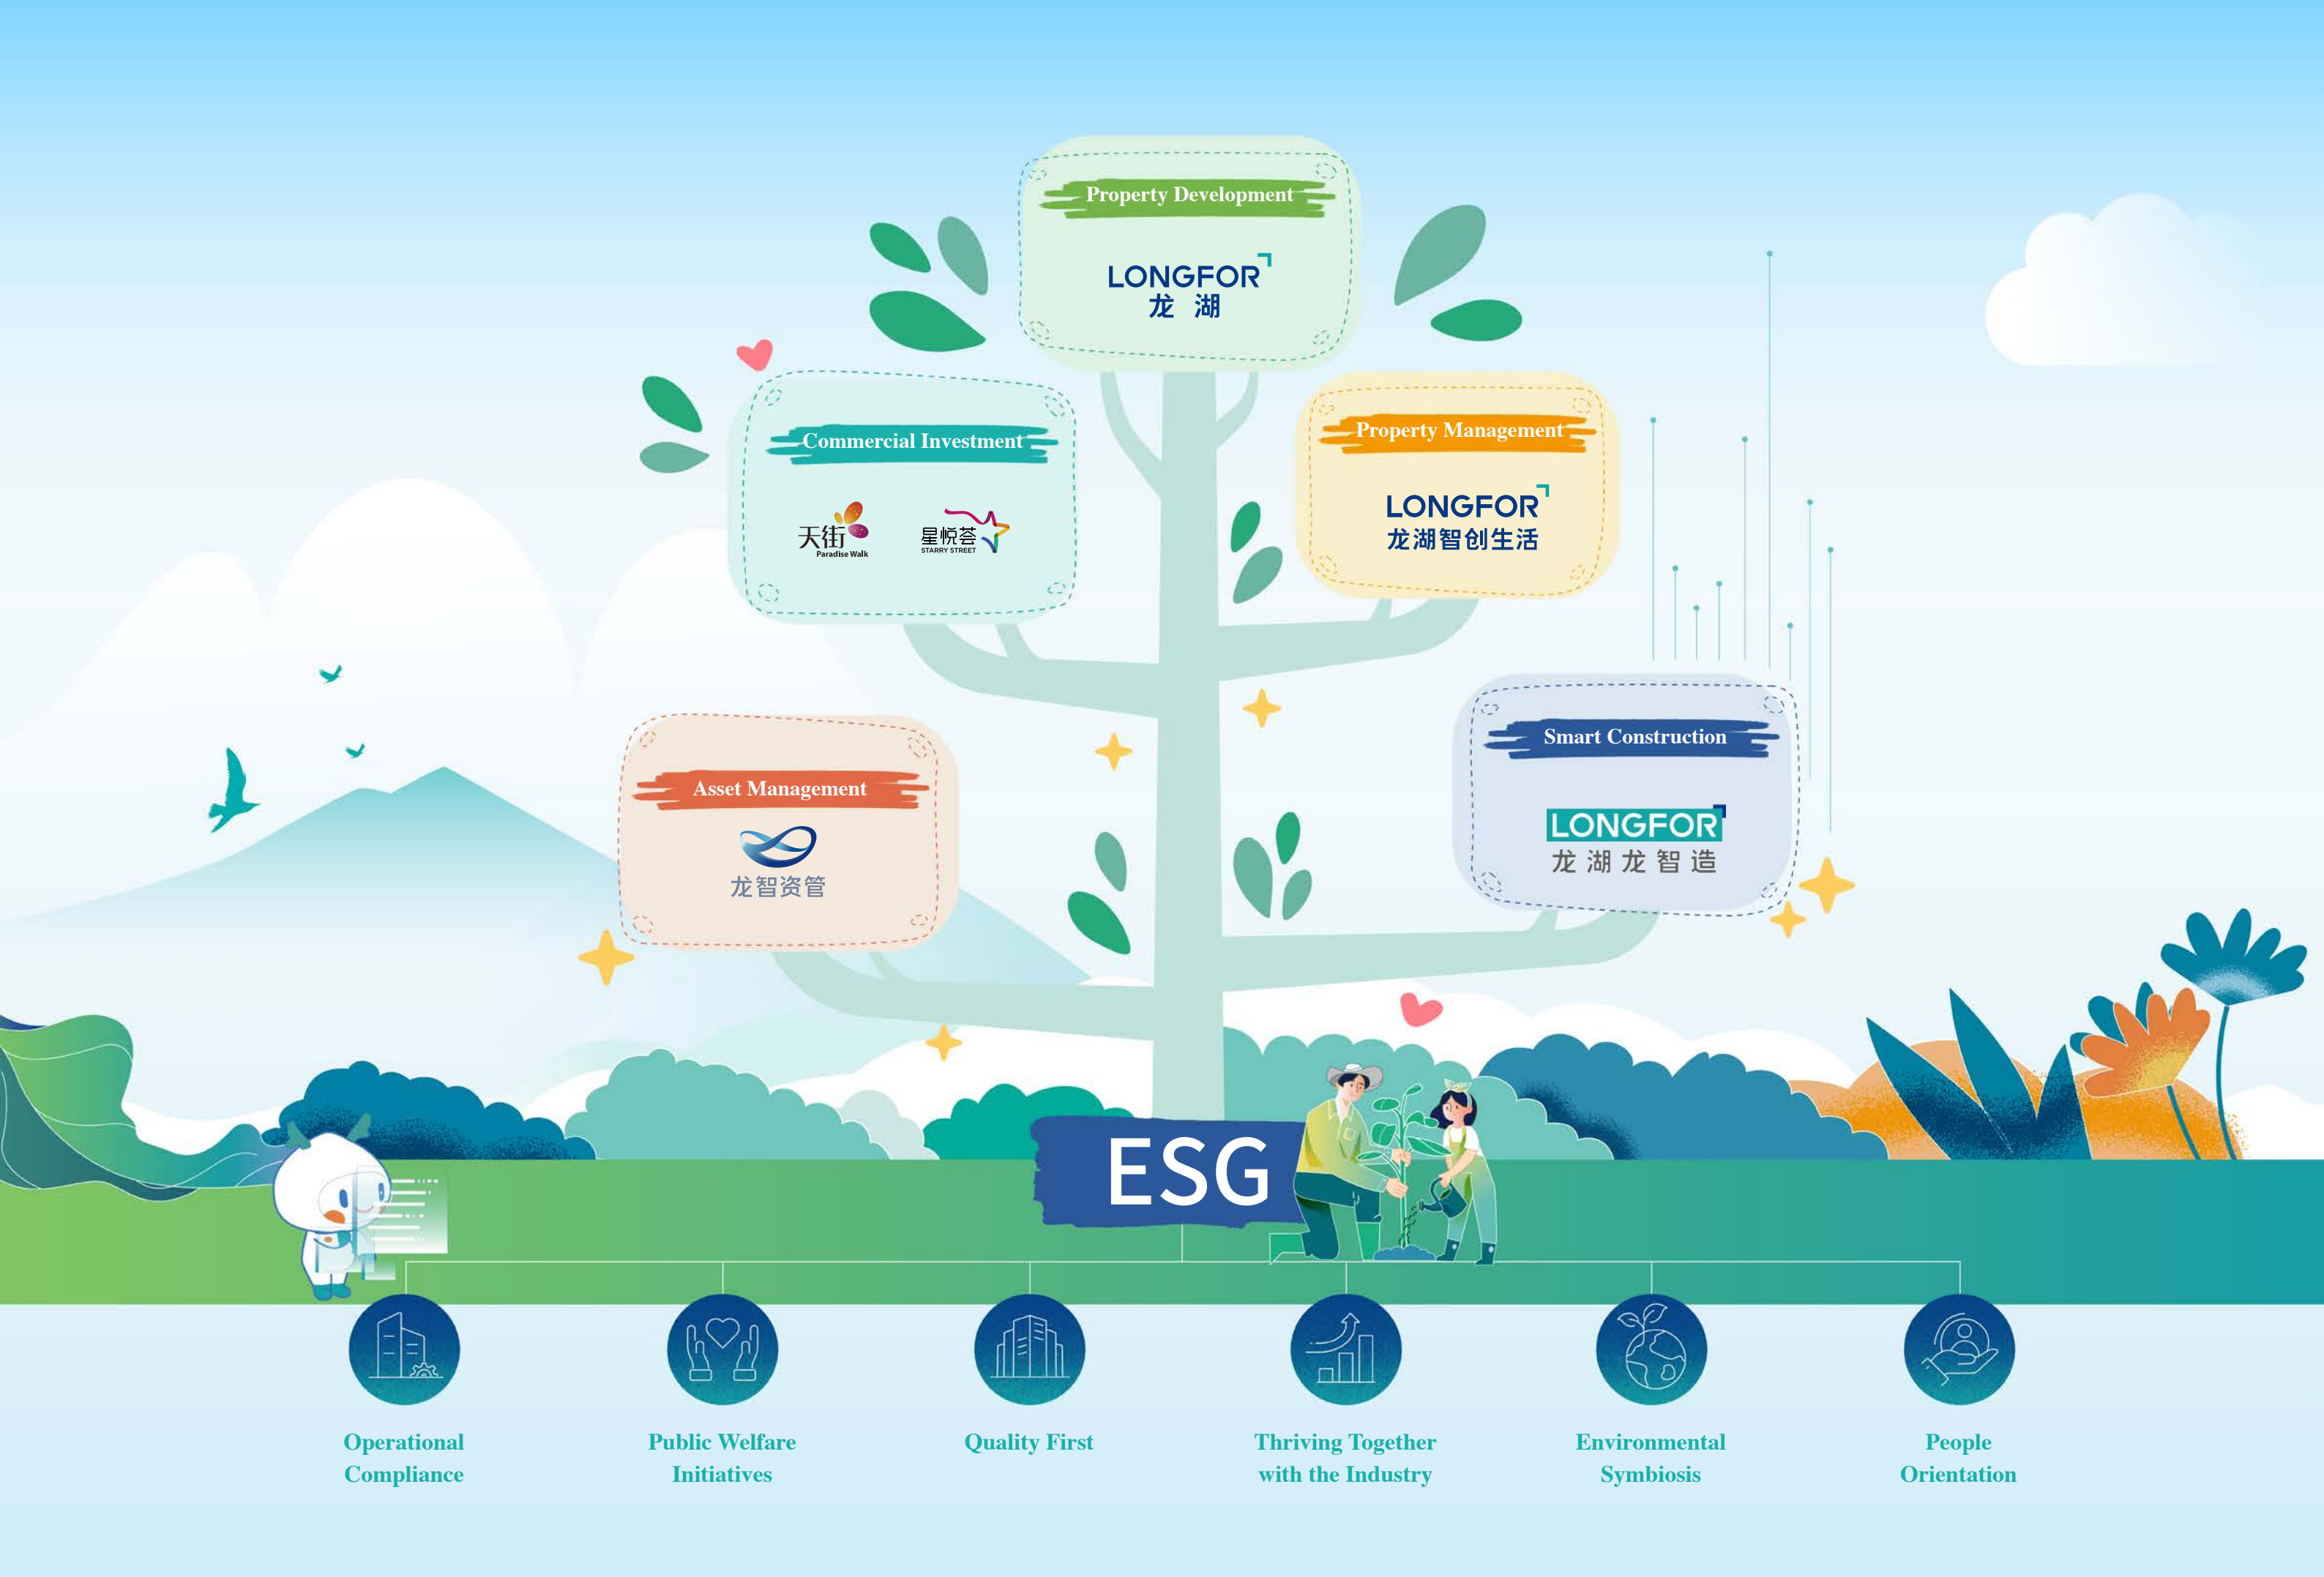 Property Development
LONGFOR
龙湖
Commercial Investment
天街
Paradise Walk
星悦荟
STARRY STREET
Property Management
LONGFOR
龙湖智创生活
Asset Management
龙智资管
Smart Construction
LONGFOR
龙湖龙智造
ESG
Operational
Compliance
Public Welfare
Initiatives
Quality First
Thriving Together
with the Industry
Environmental
Symbiosis
People
Orientation